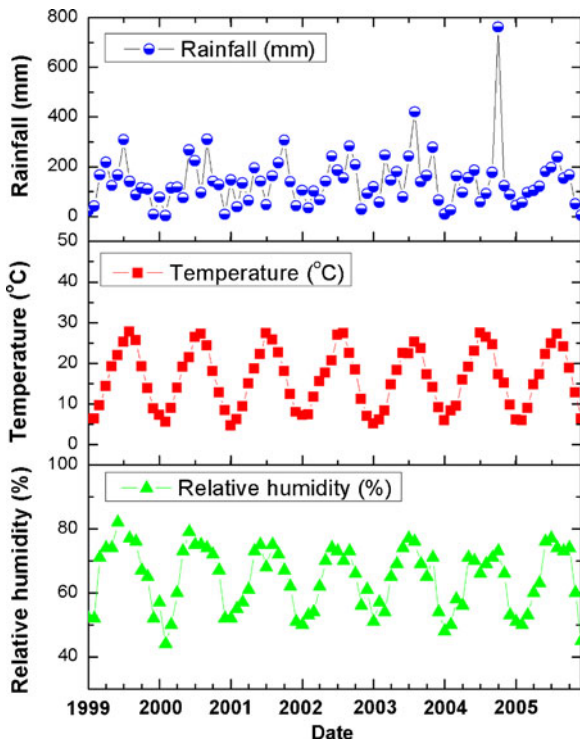 800
600
400
200
0
Rainfall (mm)
Rainfall (mm)
50
40
30
20
10
0
Temperature (°C)
Temperature (°C)
100
80
60
40
Relative humidity (%)
Relative humidity (%)
1999 2000 2001 2002 2003 2004 2005
Date